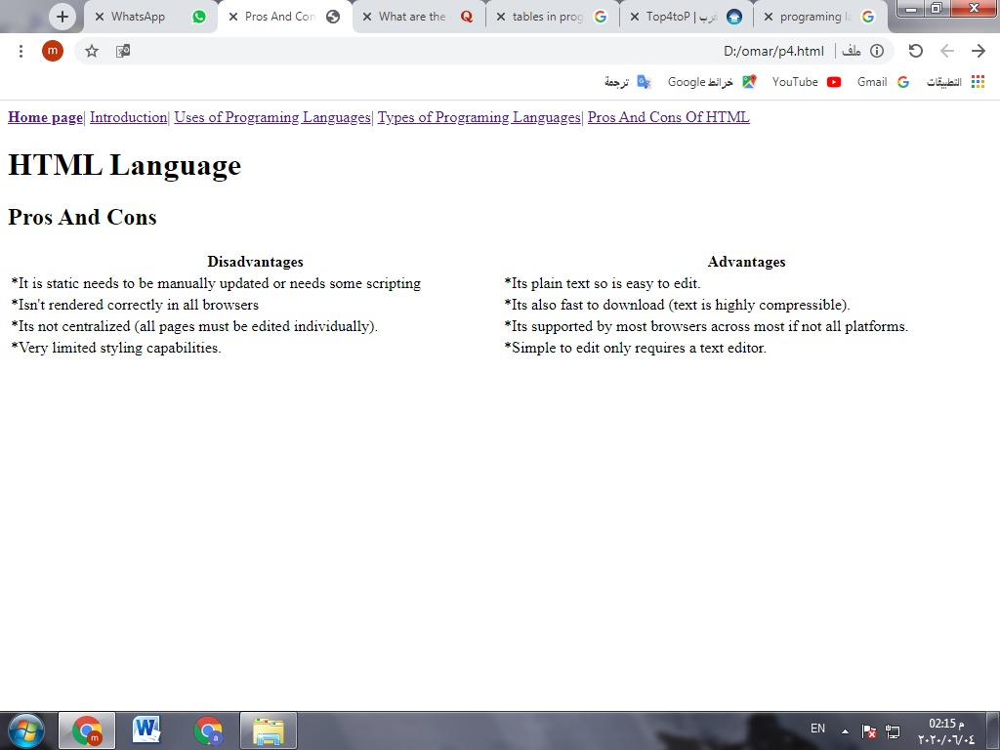 WhatsApp
Pros And Con
What are the
tables in prog
Top4toP | عرب
programing la
m
D:/omar/p4.html ملف
ترجمة خرائط Google YouTube Gmail التطبيقات
Home page| Introduction| Uses of Programing Languages| Types of Programing Languages| Pros And Cons Of HTML
HTML Language
Pros And Cons
Disadvantages Advantages
*It is static needs to be manually updated or needs some scripting *Its plain text so is easy to edit.
*Isn't rendered correctly in all browsers *Its also fast to download (text is highly compressible).
*Its not centralized (all pages must be edited individually). *Its supported by most browsers across most if not all platforms.
*Very limited styling capabilities. *Simple to edit only requires a text editor.
EN
02:15 م
٢٠٢٠/٠٦/٠٤